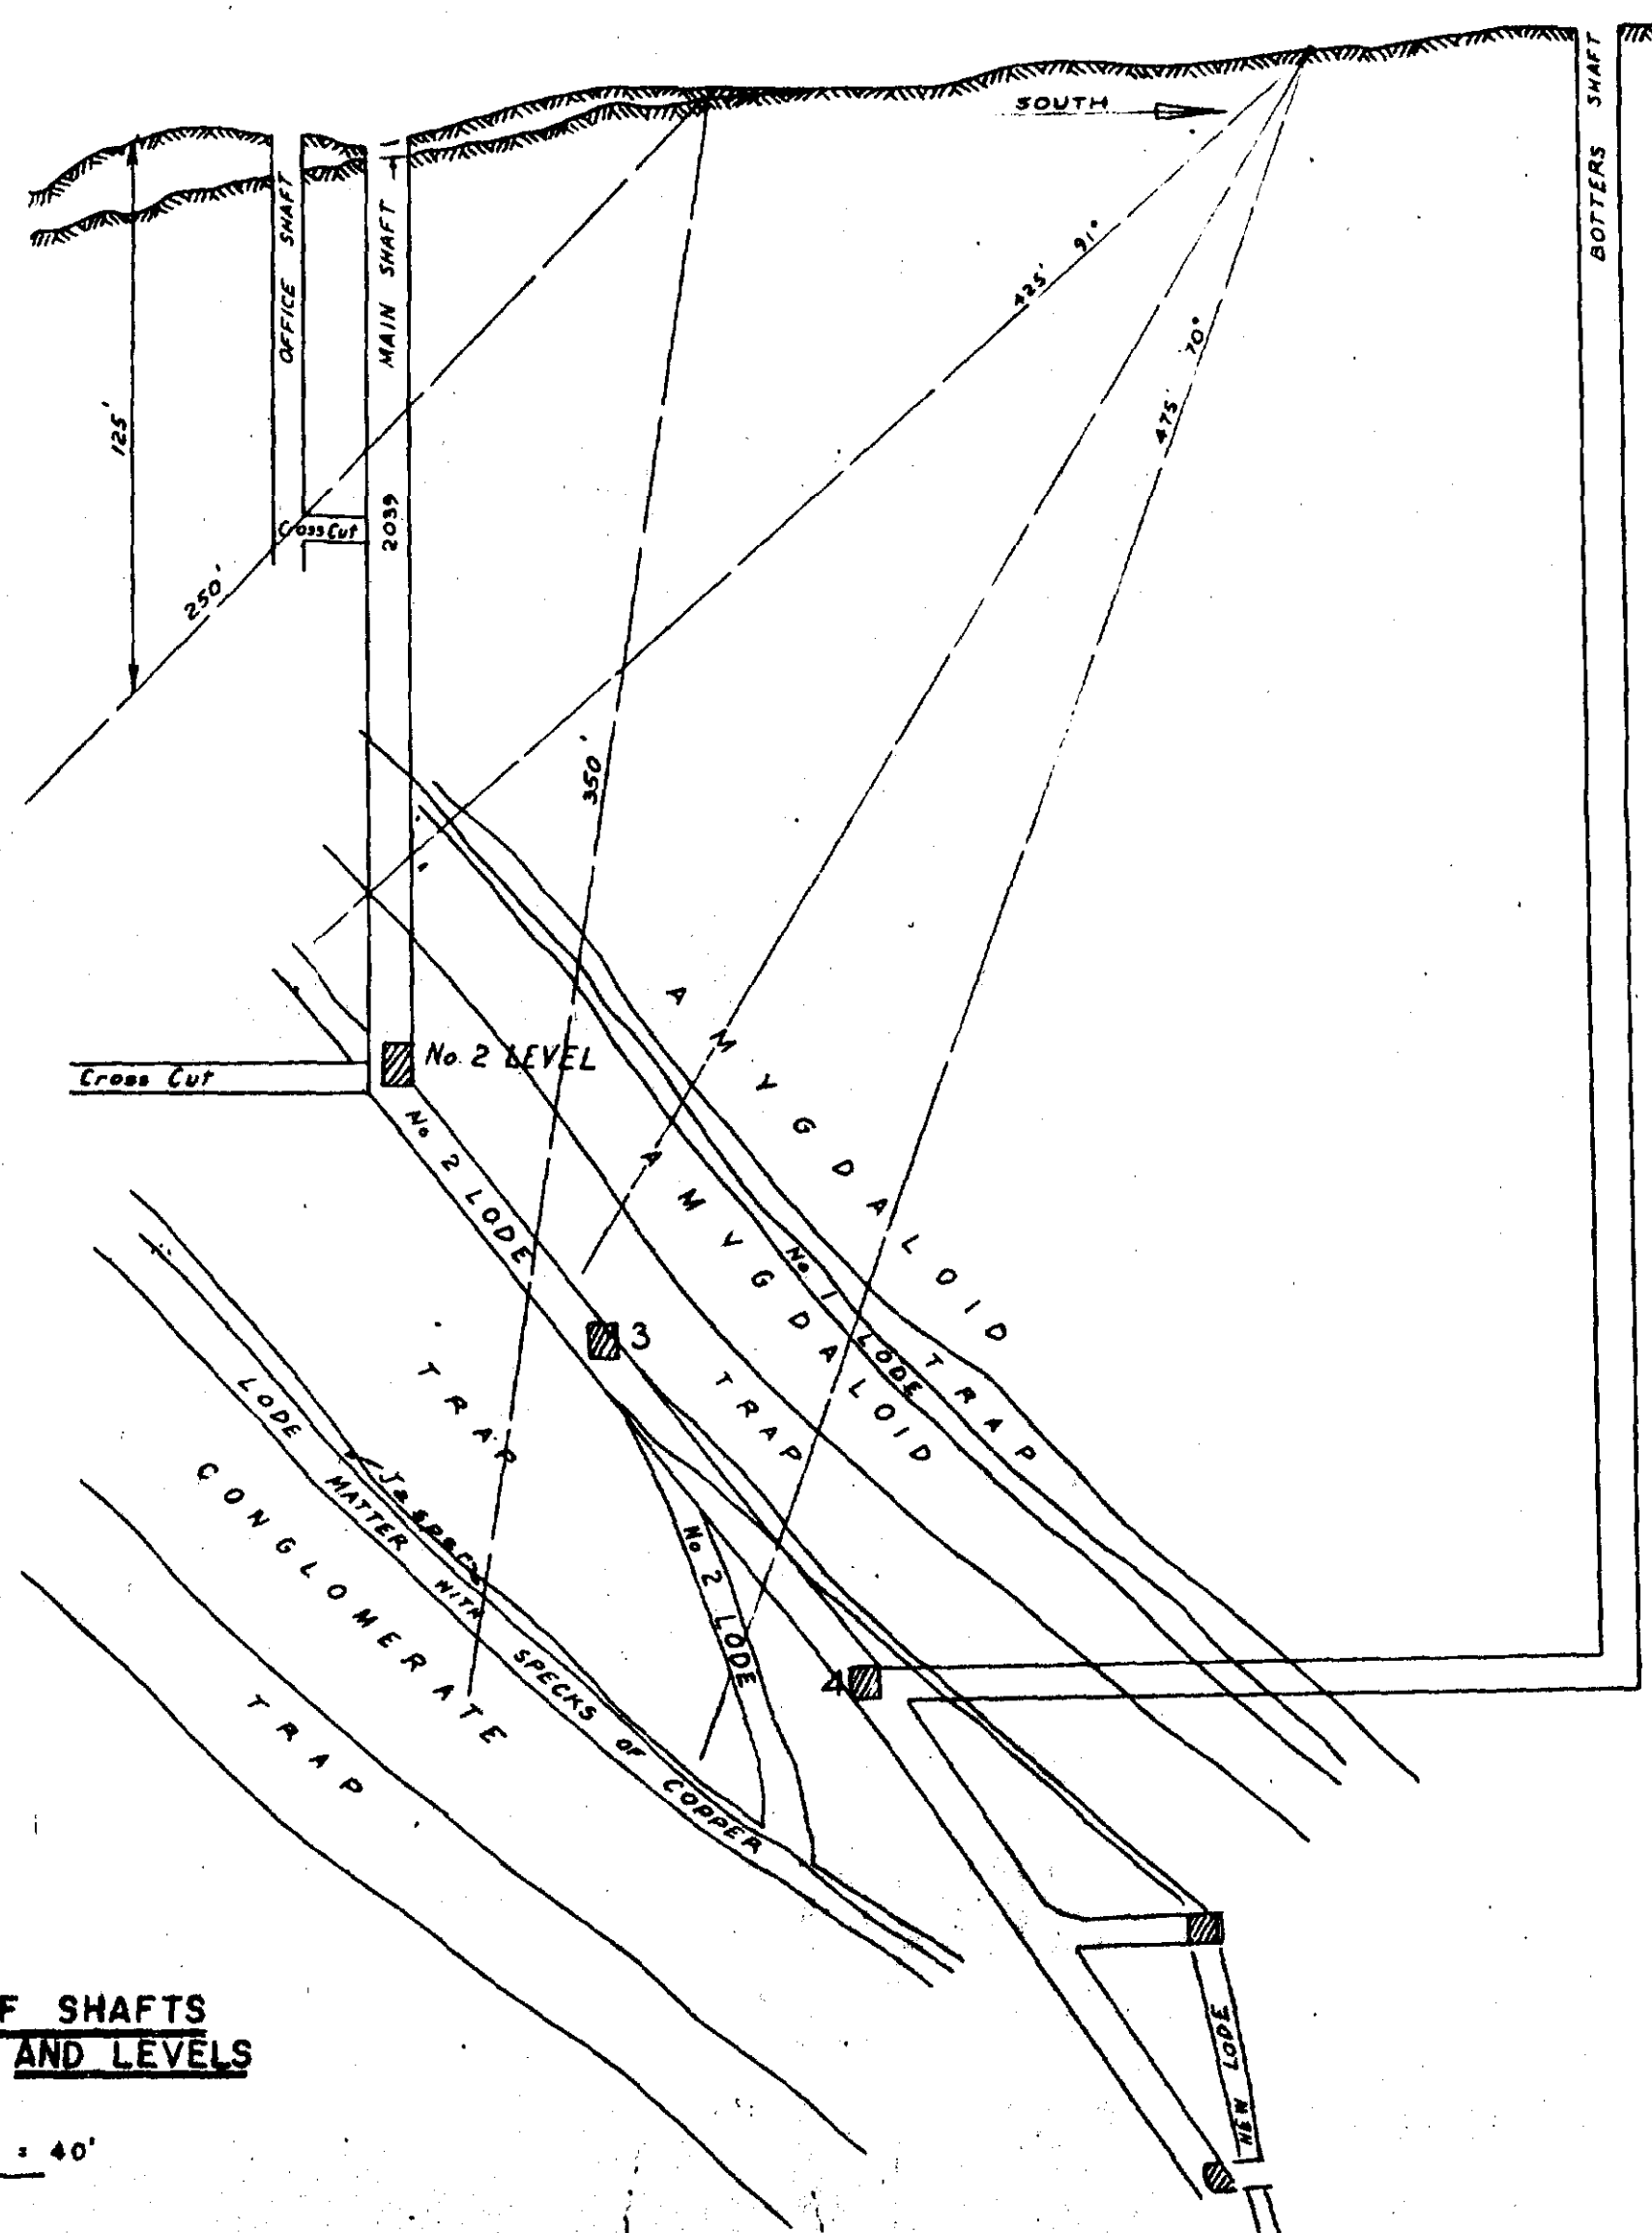 SOUTH
BOTTERS SHAFT
OFFICE SHAFT
MAIN SHAFT
2039
91°
425'
70°
475'
125'
Cross Cut
250'
350'
AMYGDALOID
No. 2 LEVEL
Cross Cut
No 2 LODE
AMYGDALOID
No. 1 LODE
3
TRAP
TRAP
TRAP
LODE MATTER WITH SPECKS OF COPPER
Jaspery
CONGLOMERATE
No 2 LODE
4
TRAP
F SHAFTS
AND LEVELS
NEW LODE
= 40'